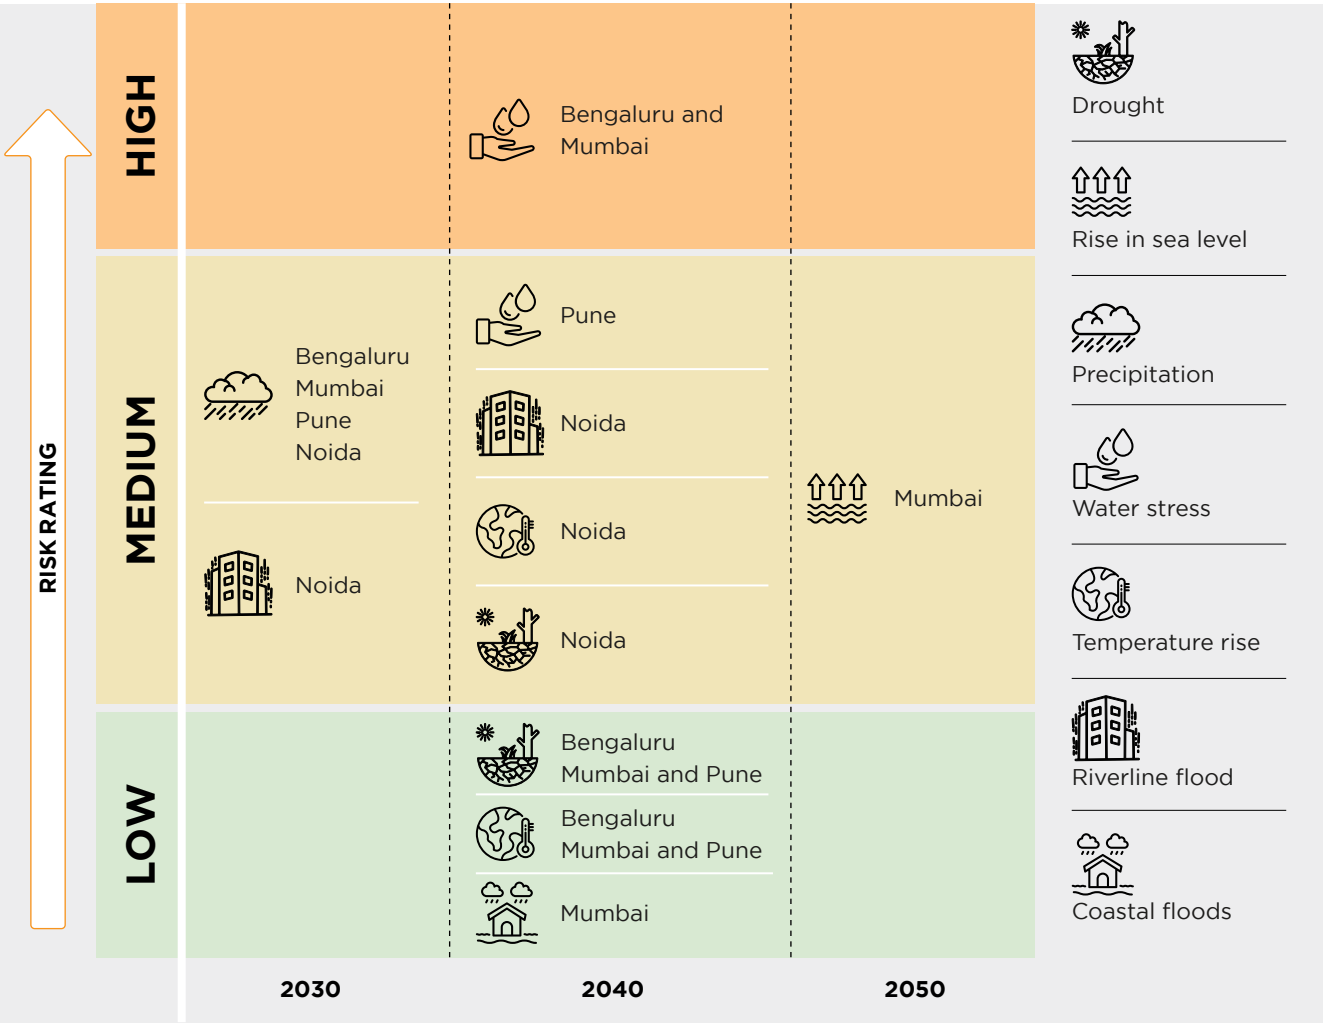 RISK RATING
HIGH
Bengaluru and
Mumbai
MEDIUM
Bengaluru
Mumbai
Pune
Noida
Noida
Pune
Noida
Noida
Noida
Mumbai
LOW
Bengaluru
Mumbai and Pune
Bengaluru
Mumbai and Pune
Mumbai
2030
2040
2050
Drought
Rise in sea level
Precipitation
Water stress
Temperature rise
Riverline flood
Coastal floods